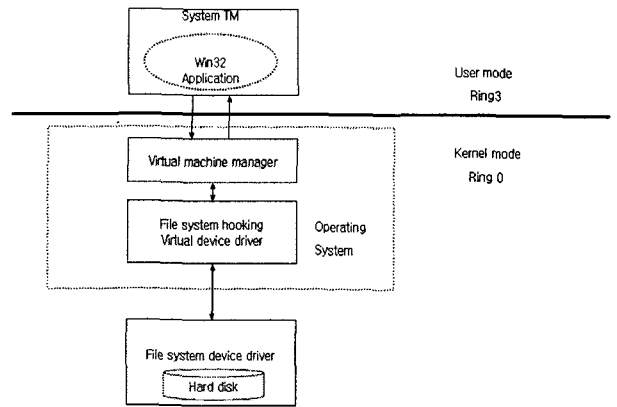 System TM
Win32
Application
User mode
Ring3
Virtual machine manager
Kernel mode
Ring 0
File system hooking
Virtual device driver
Operating
System
File system device driver
Hard disk